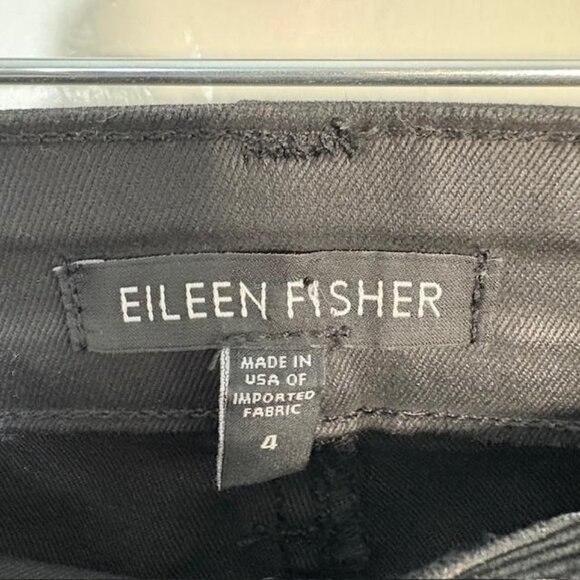 EILEEN FISHER
MADE IN
USA OF
IMPORTED
FABRIC
4